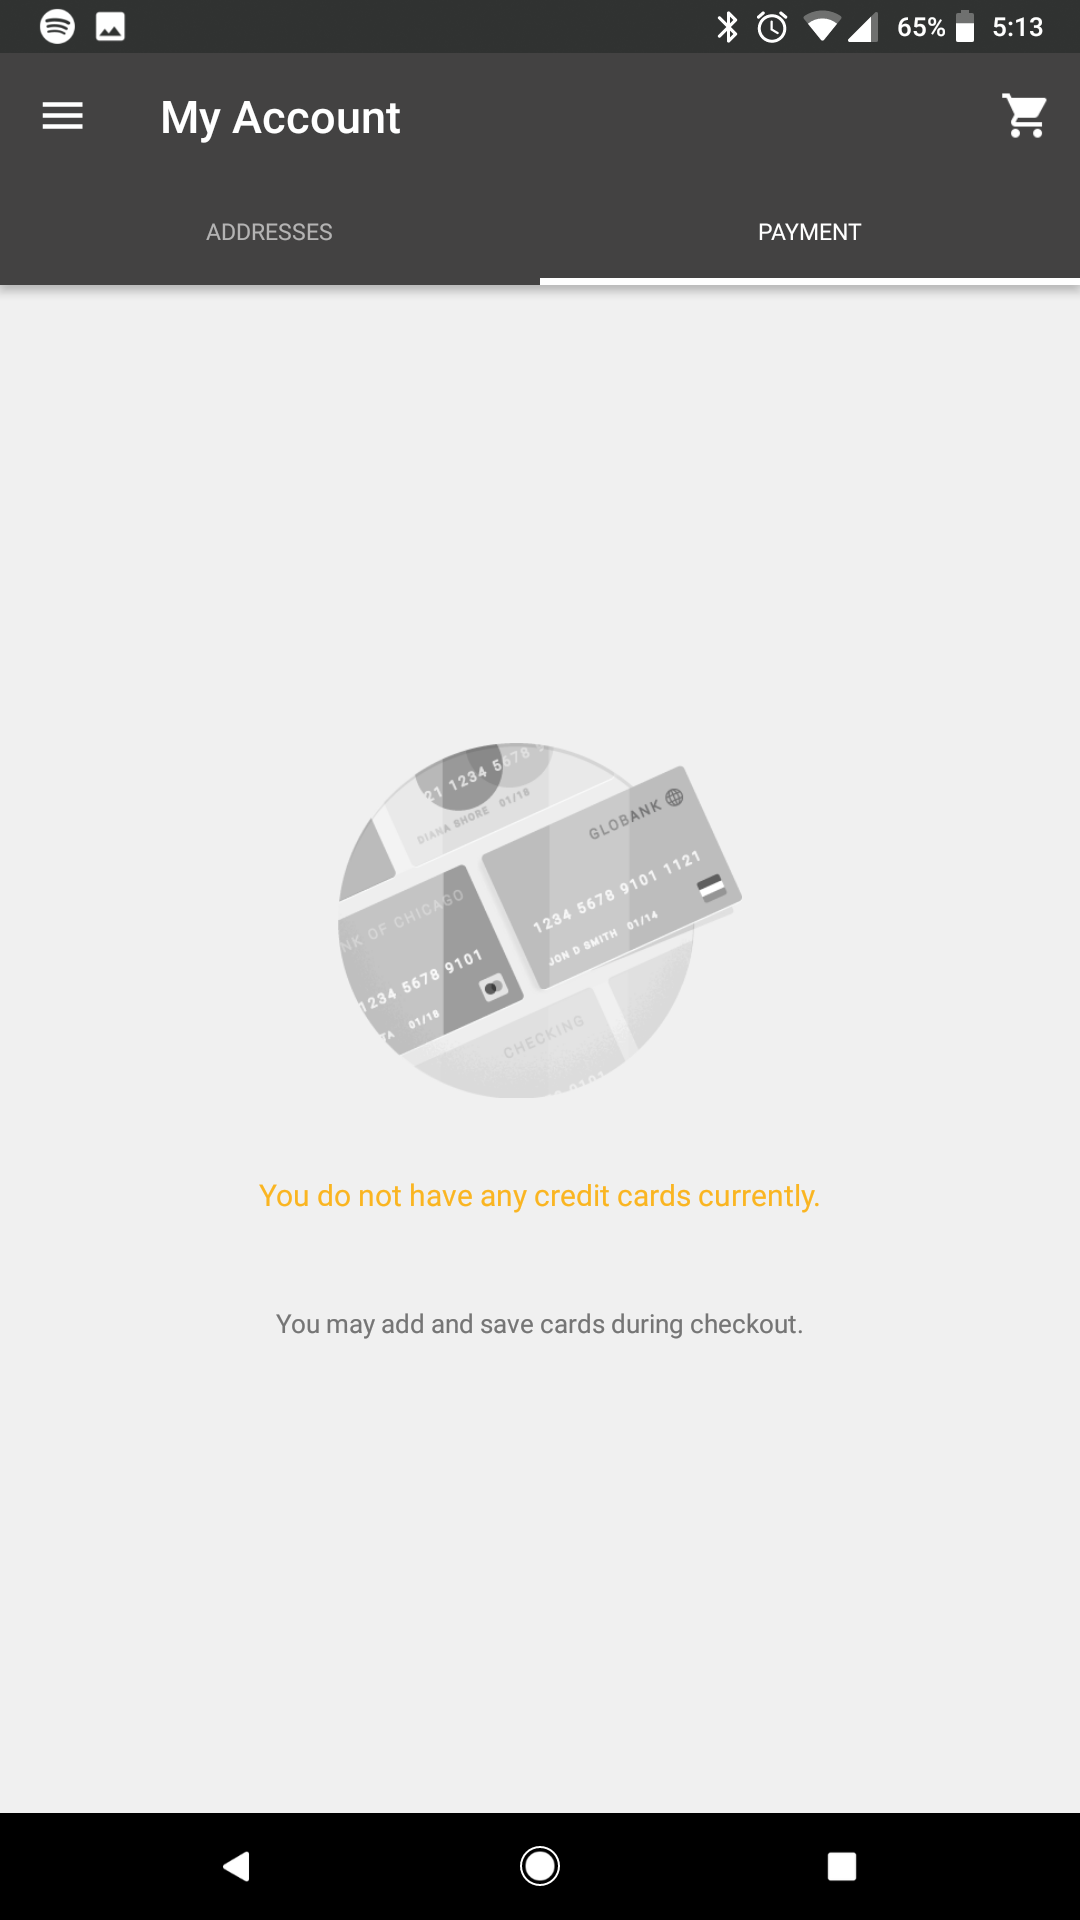 65% 5:13
My Account
ADDRESSES PAYMENT
21 1234 5678
DIANA SHORE 01/18
GLOBANK
1234 5678 9101 1121
JON D SMITH 01/14
NK OF CHICAGO
1234 5678 9101
TA 01/18
CHECKING
9101
You do not have any credit cards currently.
You may add and save cards during checkout.